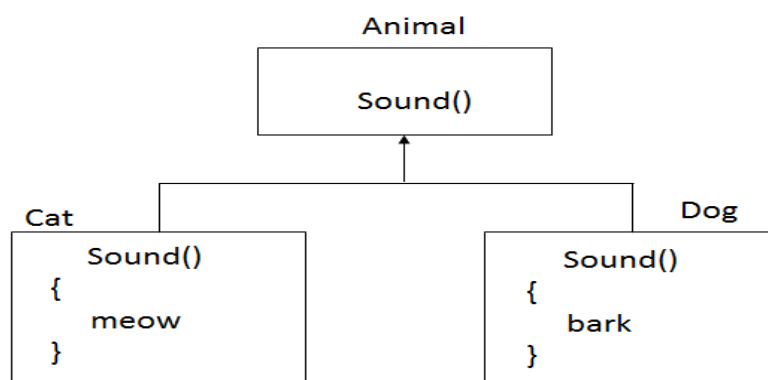 Animal
Sound()
Cat
Sound()
{
meow
}
Dog
Sound()
{
bark
}